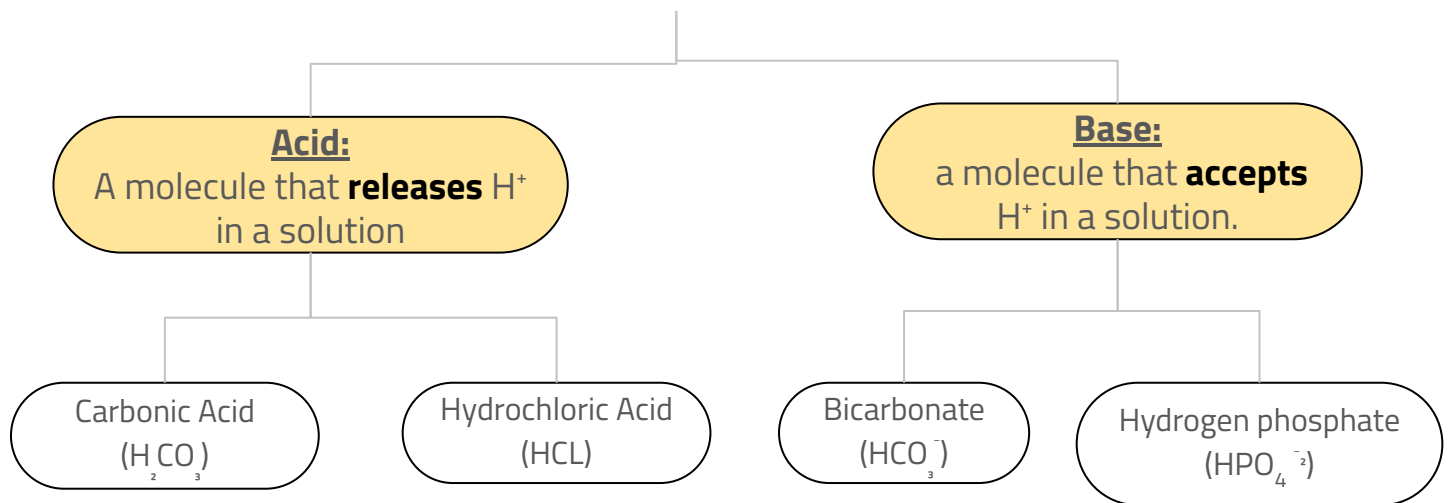 Acid:
A molecule that releases H⁺
in a solution
Base:
a molecule that accepts
H⁺ in a solution.
Carbonic Acid
(H₂CO₃)
Hydrochloric Acid
(HCL)
Bicarbonate
(HCO₃⁻)
Hydrogen phosphate
(HPO₄⁻²)